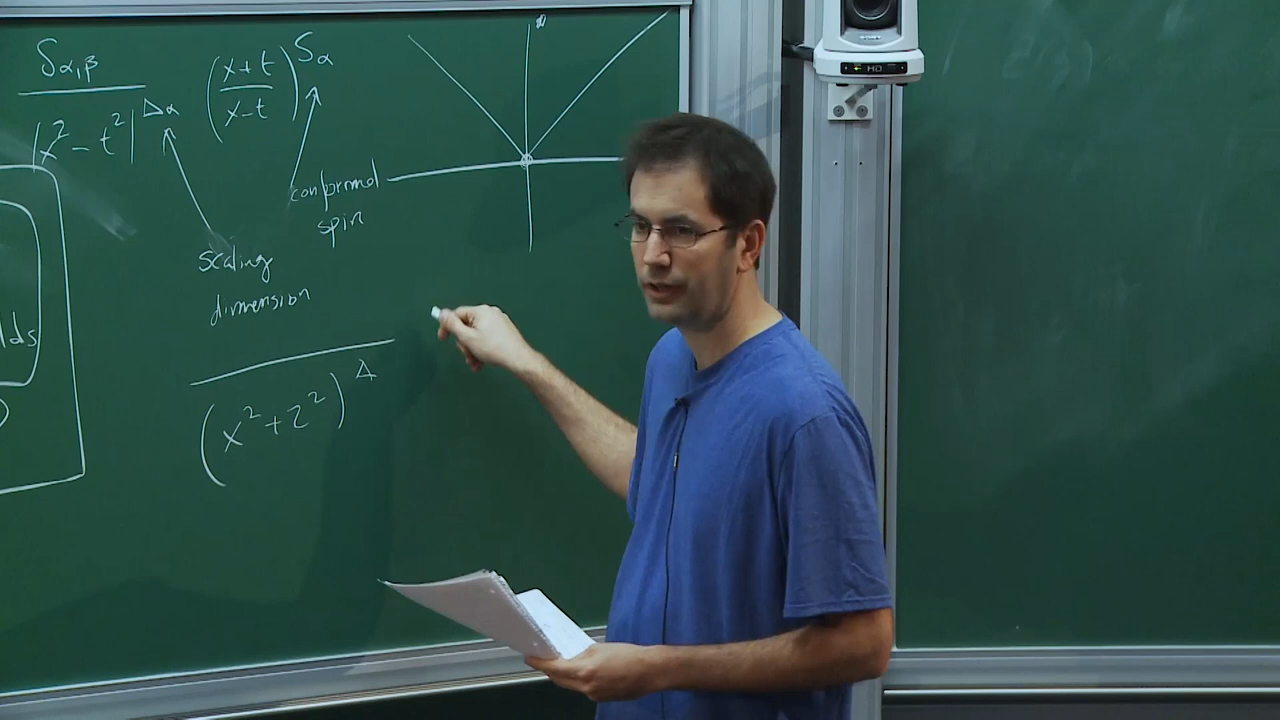 δα,β
|x² - t²|^Δα ((x+t)/(x-t))^Sα
conformal
spin
scaling
dimension
lds
(x² + z²)^Δ
HD